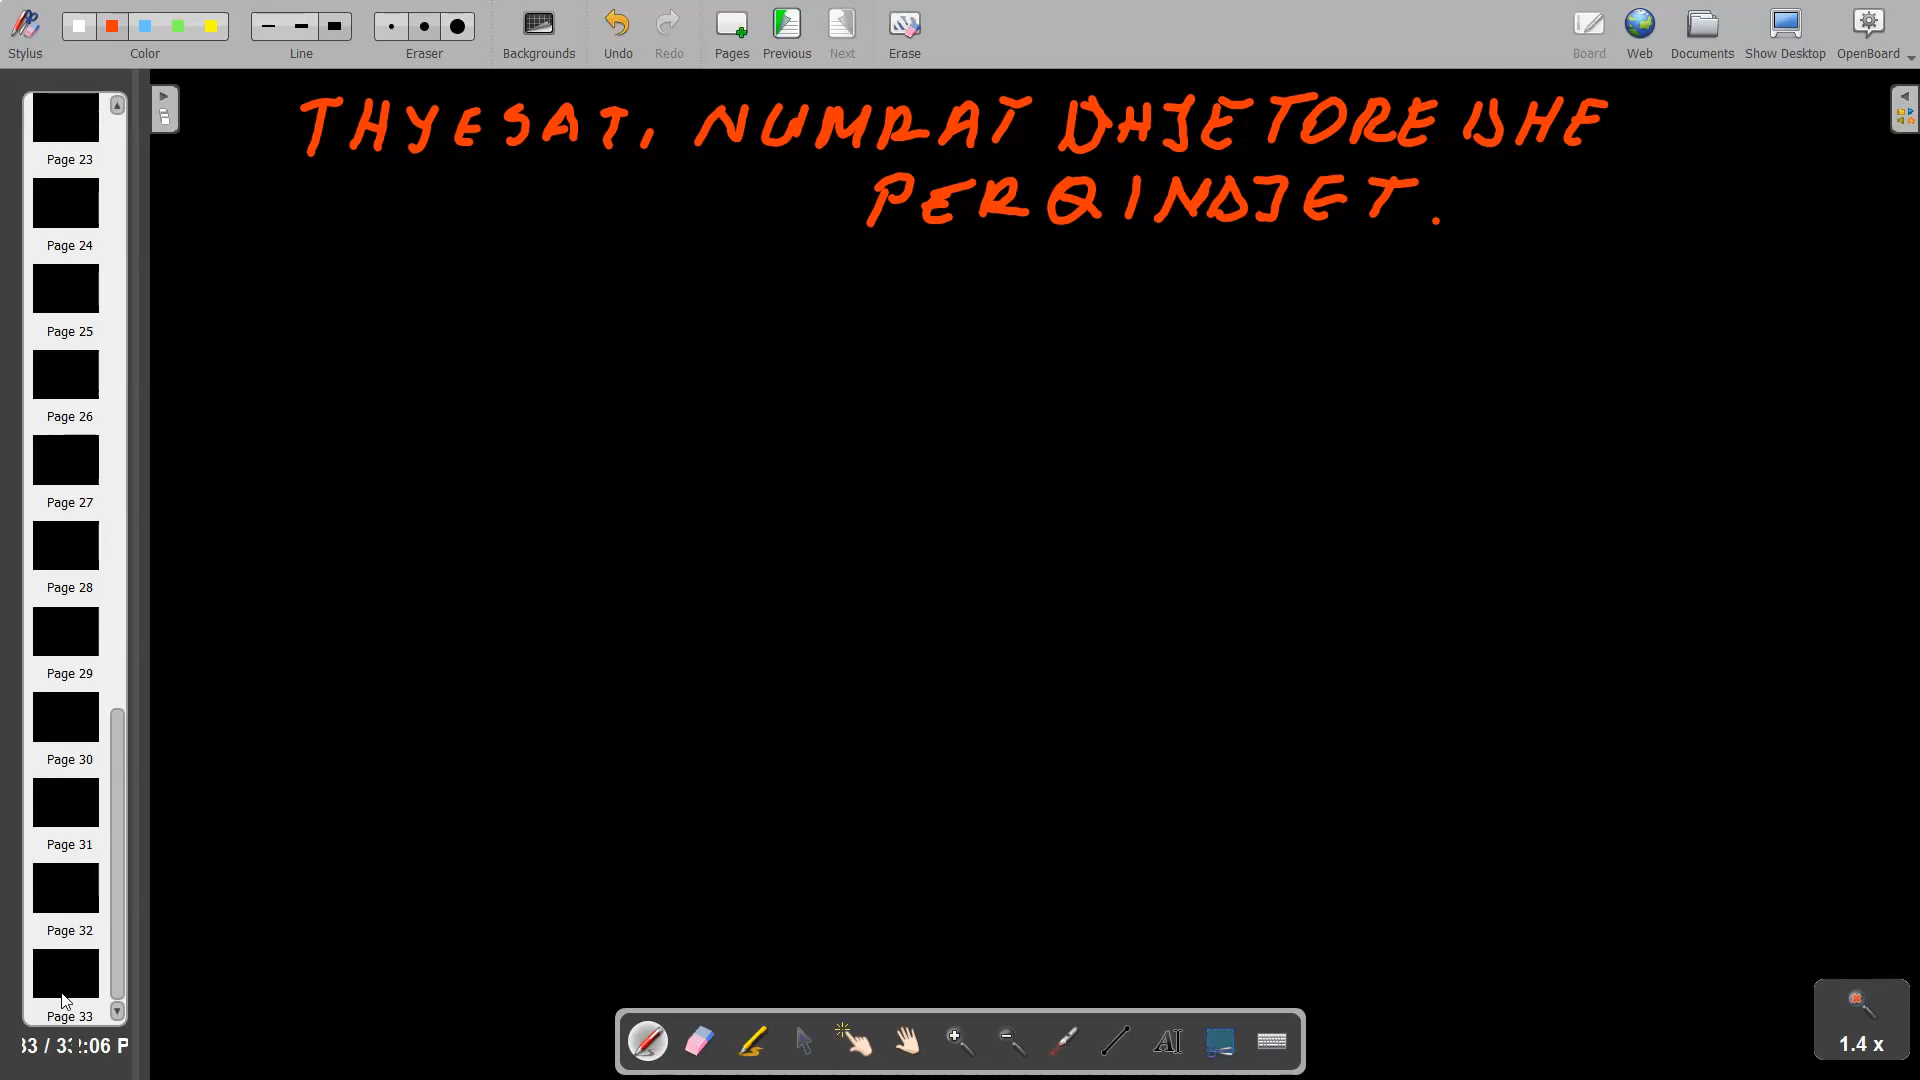 Stylus Color Line Eraser Backgrounds Undo Redo Pages Previous Next Erase Board Web Documents Show Desktop OpenBoard
THYESAT, NUMRAT DHJETORE DHE
PERQINDJET.
Page 23
Page 24
Page 25
Page 26
Page 27
Page 28
Page 29
Page 30
Page 31
Page 32
Page 33
1.4 x